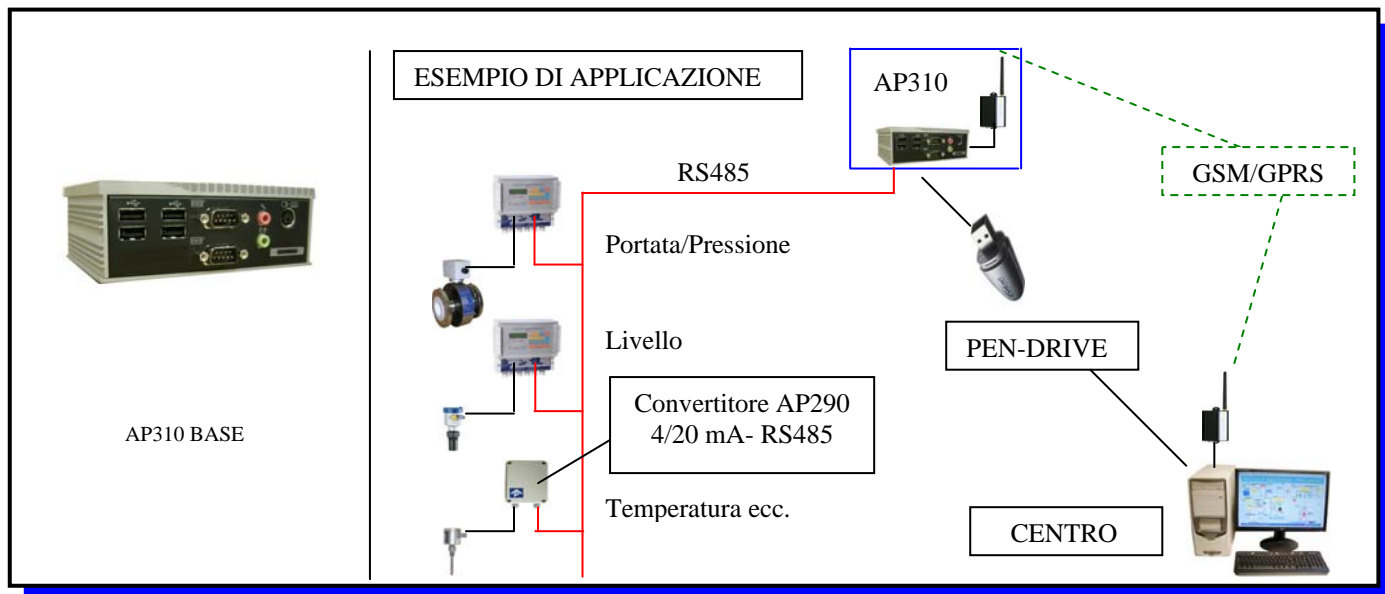 ESEMPIO DI APPLICAZIONE
AP310
RS485
GSM/GPRS
Portata/Pressione
Livello
PEN-DRIVE
Convertitore AP290
4/20 mA- RS485
AP310 BASE
Temperatura ecc.
CENTRO